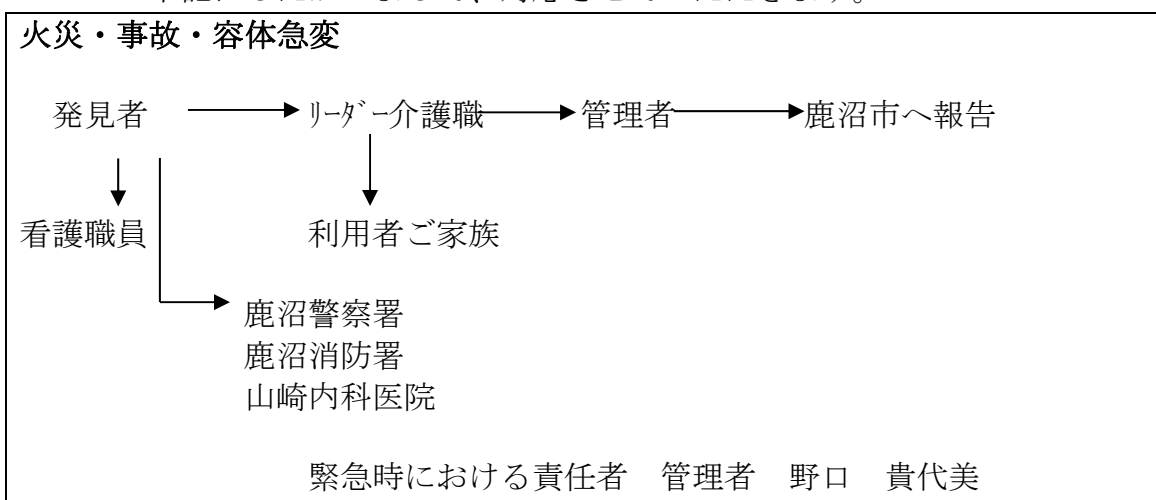 火災・事故・容体急変
発見者 ﾘｰﾀﾞｰ介護職 管理者 鹿沼市へ報告
看護職員 利用者ご家族
鹿沼警察署
鹿沼消防署
山崎内科医院
緊急時における責任者 管理者 野口 貴代美